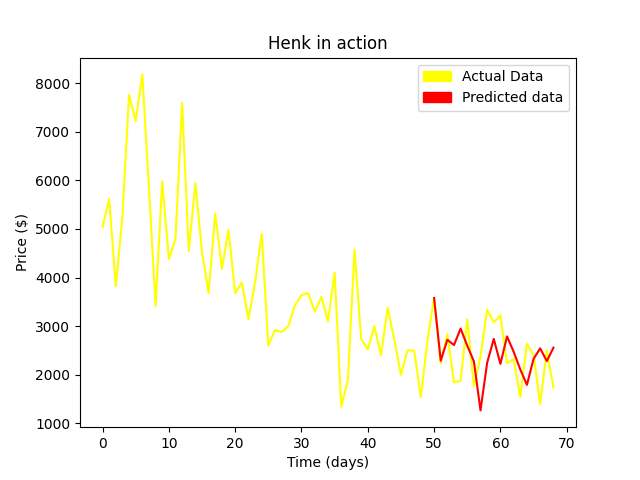 Henk in action
Actual Data
Predicted data
Price ($)
8000
7000
6000
5000
4000
3000
2000
1000
0 10 20 30 40 50 60 70
Time (days)